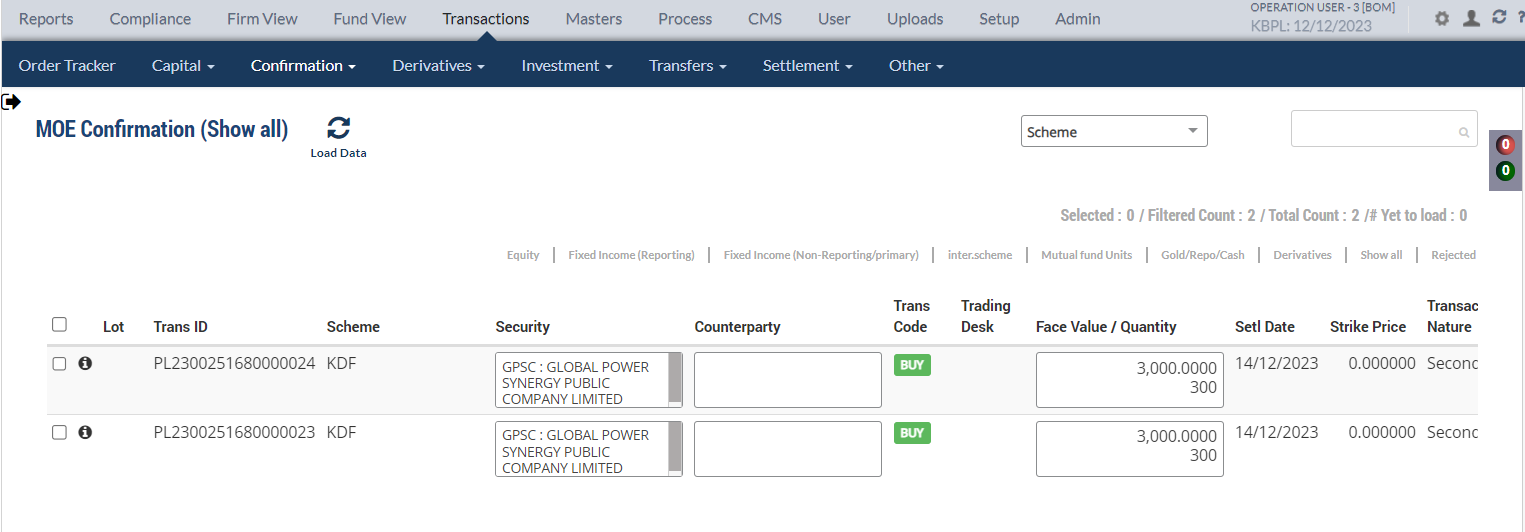 Reports Compliance Firm View Fund View Transactions Masters Process CMS User Uploads Setup Admin OPERATION USER - 3 [BOM]
KBPL: 12/12/2023
Order Tracker Capital Confirmation Derivatives Investment Transfers Settlement Other
MOE Confirmation (Show all)
Load Data
Scheme
0
0
Selected : 0 / Filtered Count : 2 / Total Count : 2 /# Yet to load : 0
Equity Fixed Income (Reporting) Fixed Income (Non-Reporting/primary) inter.scheme Mutual fund Units Gold/Repo/Cash Derivatives Show all Rejected
Lot Trans ID Scheme Security Counterparty Trans Code Trading Desk Face Value / Quantity Setl Date Strike Price Transac Nature
PL2300251680000024 KDF GPSC : GLOBAL POWER BUY 3,000.0000 14/12/2023 0.000000 Second
SYNERGY PUBLIC 300
COMPANY LIMITED
PL2300251680000023 KDF GPSC : GLOBAL POWER BUY 3,000.0000 14/12/2023 0.000000 Second
SYNERGY PUBLIC 300
COMPANY LIMITED